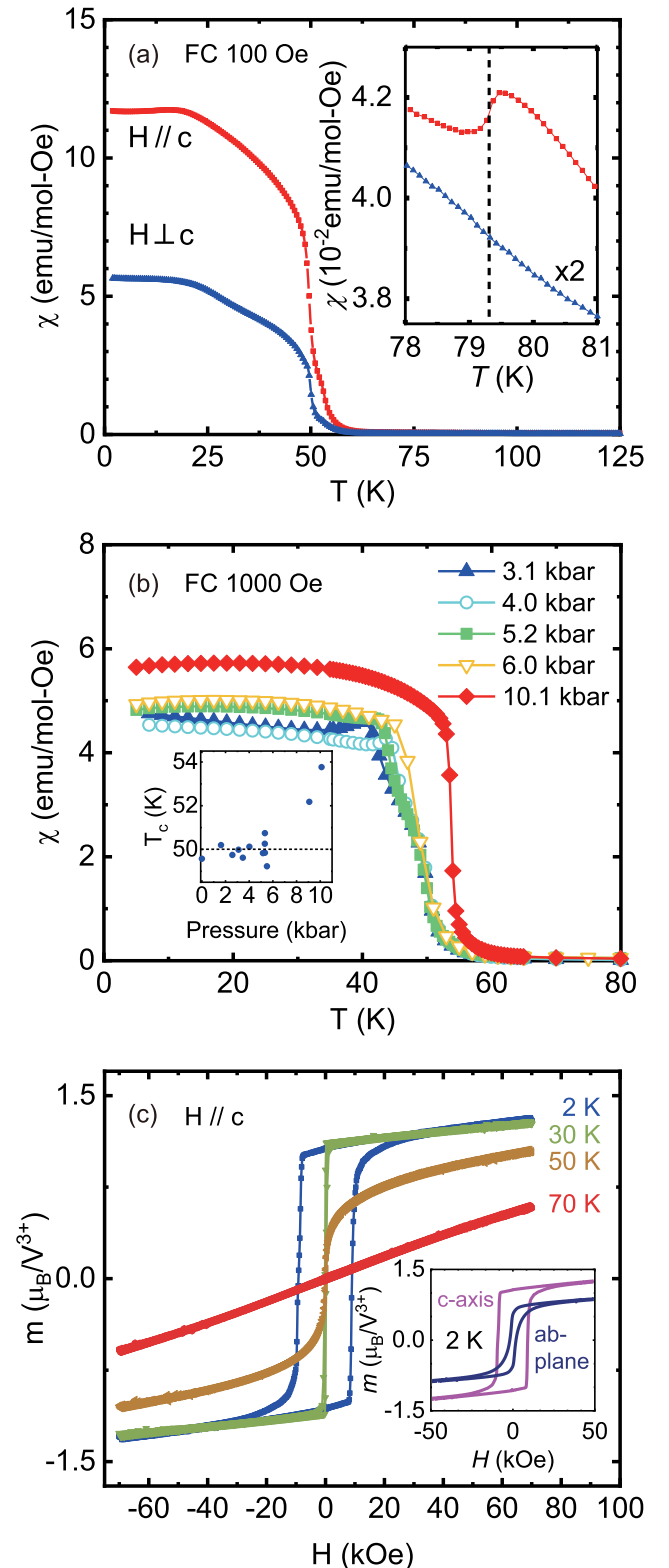 (a) FC 100 Oe
15
10
5
0
χ (emu/mol-Oe)
H // c
H⊥c
0 25 50 75 100 125
T (K)
4.2
4.0
3.8
χ (10⁻²emu/mol-Oe)
x2
78 79 80 81
T (K)
(b) FC 1000 Oe
8
6
4
2
0
χ (emu/mol-Oe)
3.1 kbar
4.0 kbar
5.2 kbar
6.0 kbar
10.1 kbar
54
52
50
T_c (K)
0 2 4 6 8 10
Pressure (kbar)
0 20 40 60 80
T (K)
(c) H // c
1.5
0.0
-1.5
m (μ_B/V³⁺)
2 K
30 K
50 K
70 K
1.5
0.0
-1.5
m (μ_B/V³⁺)
c-axis
2 K
ab-
plane
-50 0 50
H (kOe)
-60 -40 -20 0 20 40 60 80 100
H (kOe)